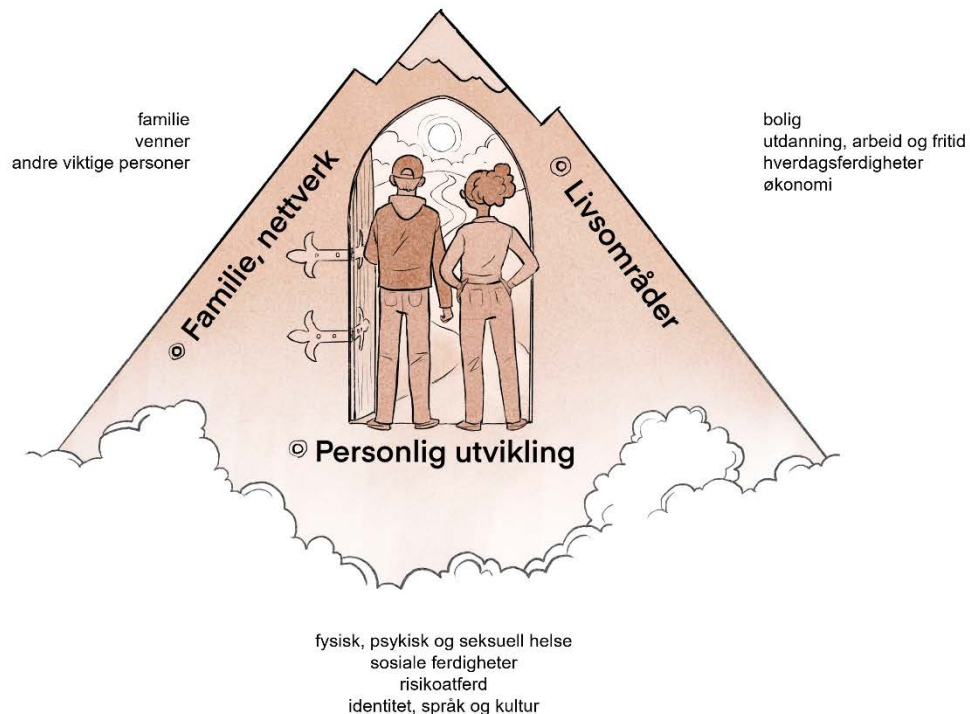 familie
venner
andre viktige personer
Familie, nettverk
bolig
utdanning, arbeid og fritid
hverdagsferdigheter
økonomi
Livsområder
Personlig utvikling
fysisk, psykisk og seksuell helse
sosiale ferdigheter
risikoatferd
identitet, språk og kultur